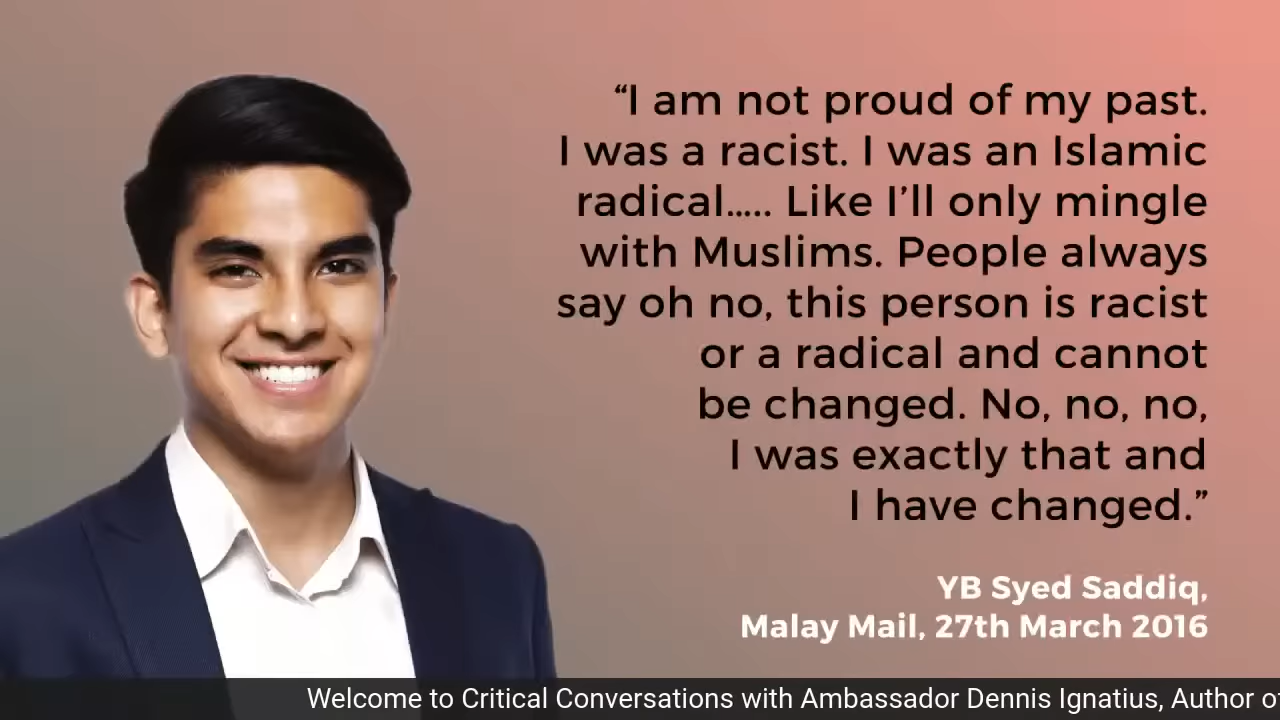 “I am not proud of my past.
I was a racist. I was an Islamic
radical..... Like I’ll only mingle
with Muslims. People always
say oh no, this person is racist
or a radical and cannot
be changed. No, no, no,
I was exactly that and
I have changed.”
YB Syed Saddiq,
Malay Mail, 27th March 2016
Welcome to Critical Conversations with Ambassador Dennis Ignatius, Author of